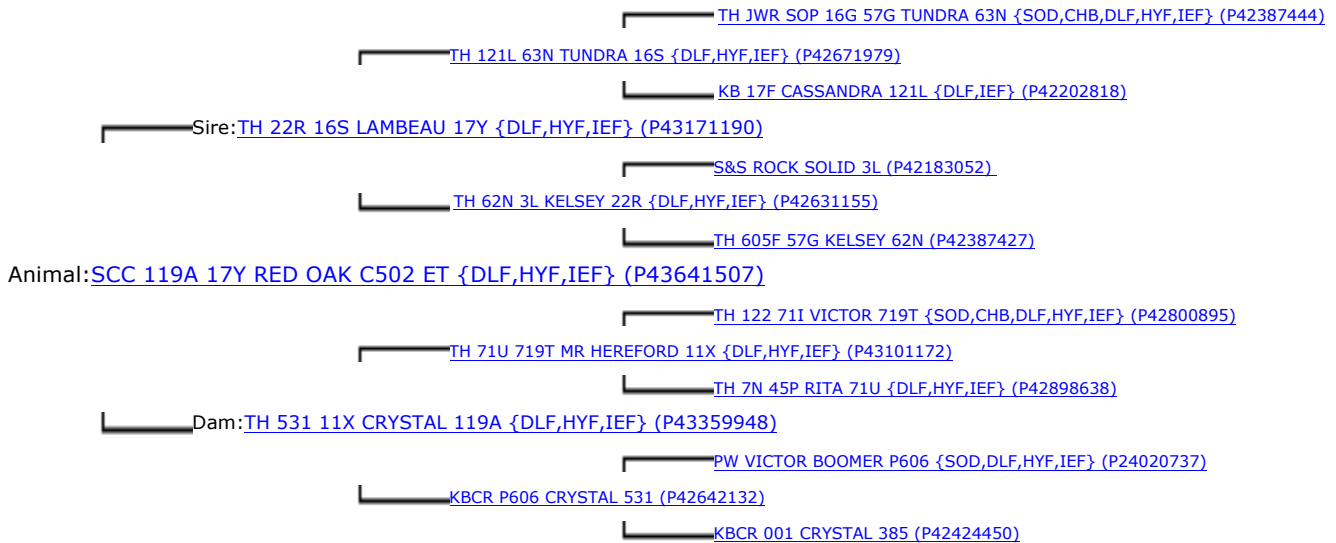 TH JWR SOP 16G 57G TUNDRA 63N {SOD,CHB,DLF,HYF,IEF} (P42387444)
TH 121L 63N TUNDRA 16S {DLF,HYF,IEF} (P42671979)
KB 17F CASSANDRA 121L {DLF,IEF} (P42202818)
Sire:TH 22R 16S LAMBEAU 17Y {DLF,HYF,IEF} (P43171190)
S&S ROCK SOLID 3L (P42183052)
TH 62N 3L KELSEY 22R {DLF,HYF,IEF} (P42631155)
TH 605F 57G KELSEY 62N (P42387427)
Animal:SCC 119A 17Y RED OAK C502 ET {DLF,HYF,IEF} (P43641507)
TH 122 71I VICTOR 719T {SOD,CHB,DLF,HYF,IEF} (P42800895)
TH 71U 719T MR HEREFORD 11X {DLF,HYF,IEF} (P43101172)
TH 7N 45P RITA 71U {DLF,HYF,IEF} (P42898638)
Dam:TH 531 11X CRYSTAL 119A {DLF,HYF,IEF} (P43359948)
PW VICTOR BOOMER P606 {SOD,DLF,HYF,IEF} (P24020737)
KBCR P606 CRYSTAL 531 (P42642132)
KBCR 001 CRYSTAL 385 (P42424450)